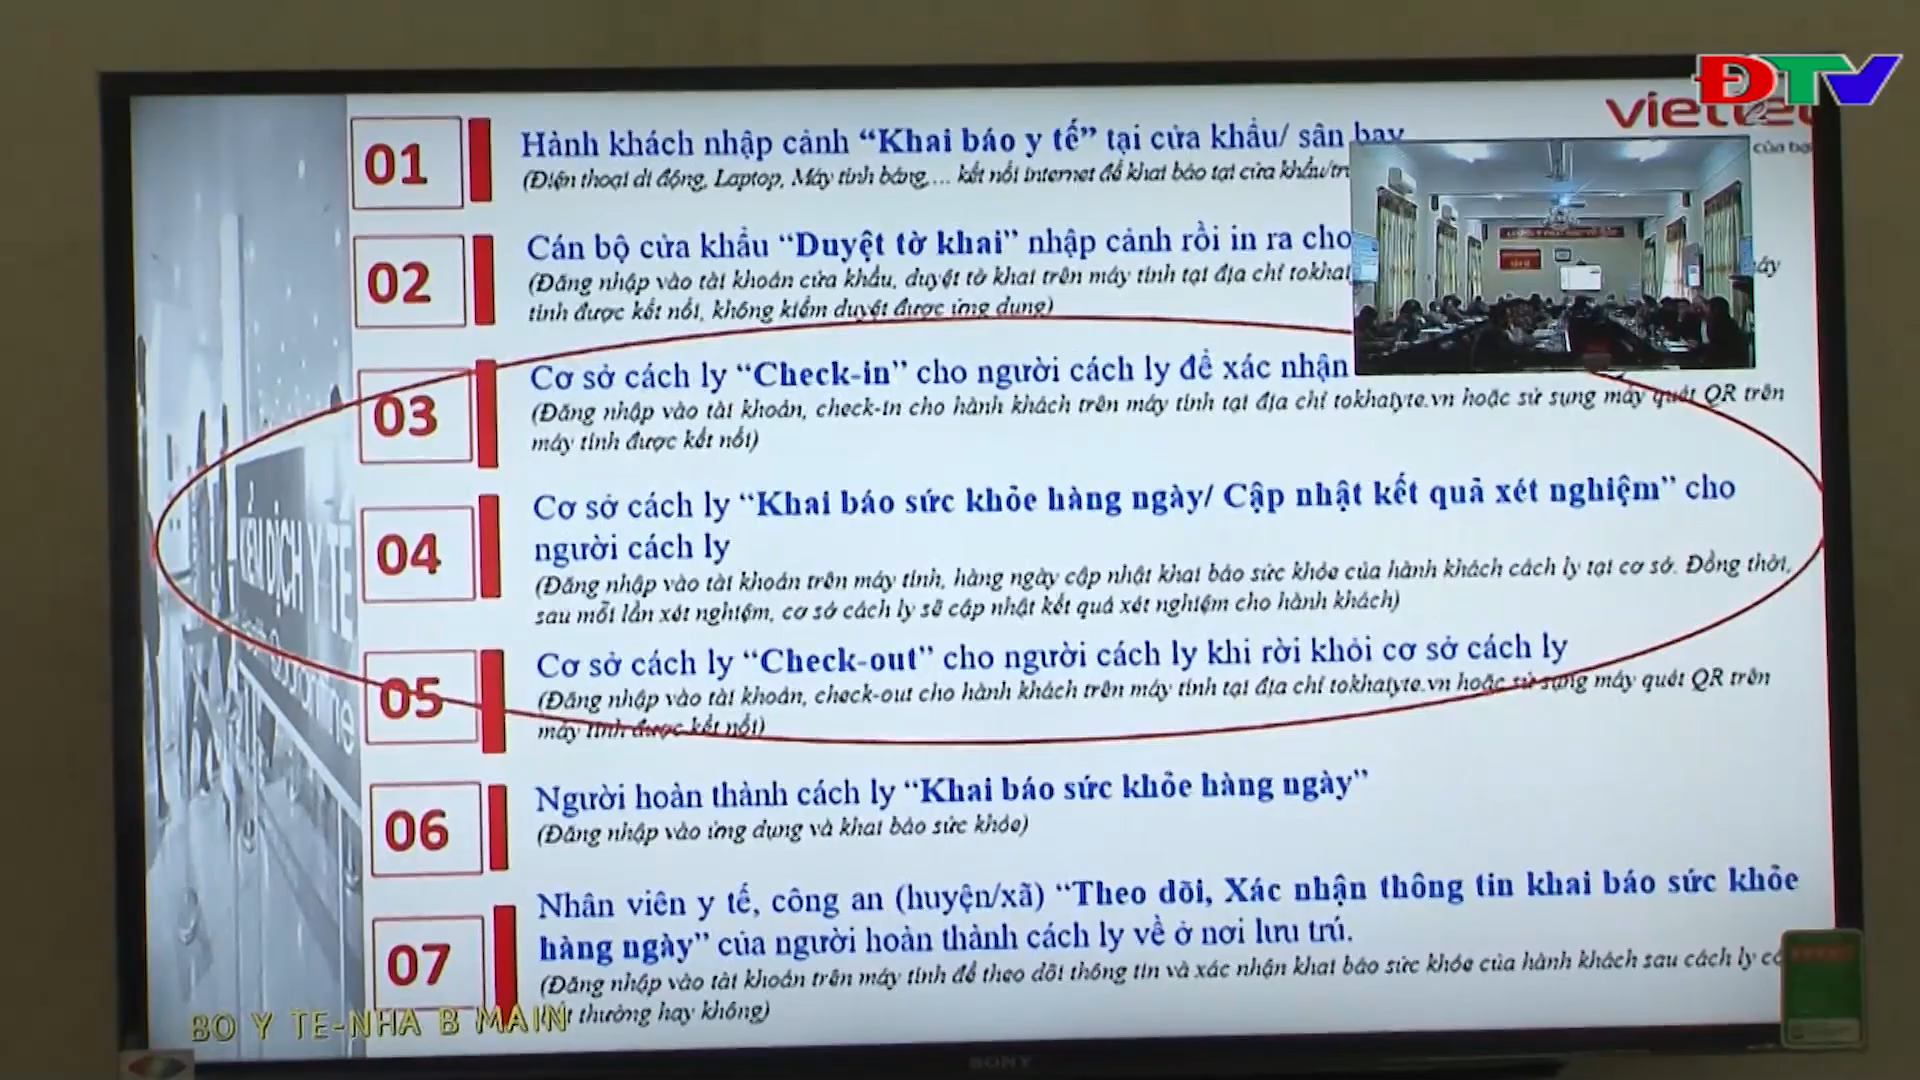 ĐTV
viettel
của bạ
01
Hành khách nhập cảnh “Khai báo y tế” tại cửa khẩu/ sân bay
(Điện thoại di động, Laptop, Máy tính bảng,... kết nối internet để khai báo tại cửa khẩu/trư
02
Cán bộ cửa khẩu “Duyệt tờ khai” nhập cảnh rồi in ra cho
(Đăng nhập vào tài khoản cửa khẩu, duyệt tờ khai trên máy tính tại địa chỉ tokhai máy
tính được kết nối, không kiểm duyệt được ứng dụng)
03
Cơ sở cách ly “Check-in” cho người cách ly để xác nhận
(Đăng nhập vào tài khoản, check-in cho hành khách trên máy tính tại địa chỉ tokhaiyte.vn hoặc sử sụng máy quét QR trên
máy tính được kết nối)
04
Cơ sở cách ly “Khai báo sức khỏe hàng ngày/ Cập nhật kết quả xét nghiệm” cho
người cách ly
(Đăng nhập vào tài khoản trên máy tính, hàng ngày cập nhật khai báo sức khỏe của hành khách cách ly tại cơ sở. Đồng thời,
sau mỗi lần xét nghiệm, cơ sở cách ly sẽ cập nhật kết quả xét nghiệm cho hành khách)
05
Cơ sở cách ly “Check-out” cho người cách ly khi rời khỏi cơ sở cách ly
(Đăng nhập vào tài khoản, check-out cho hành khách trên máy tính tại địa chỉ tokhaiyte.vn hoặc sử sụng máy quét QR trên
máy tính được kết nối)
06
Người hoàn thành cách ly “Khai báo sức khỏe hàng ngày”
(Đăng nhập vào ứng dụng và khai báo sức khỏe)
07
Nhân viên y tế, công an (huyện/xã) “Theo dõi, Xác nhận thông tin khai báo sức khỏe
hàng ngày” của người hoàn thành cách ly về ở nơi lưu trú.
(Đăng nhập vào tài khoản trên máy tính để theo dõi thông tin và xác nhận khai báo sức khỏe của hành khách sau cách ly có
thường hay không)
KIỂM DỊCH Y TẾ
BO Y TE-NHA B MAIN
SONY